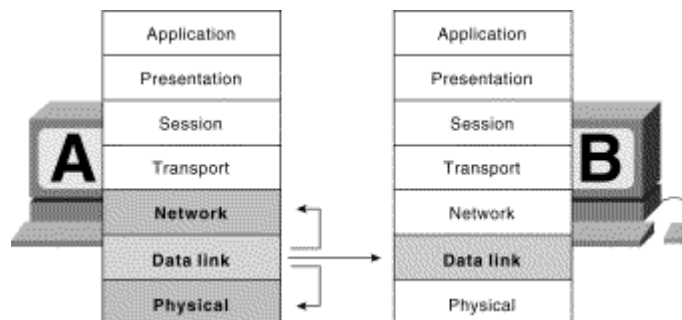 Application
Presentation
Session
Transport
Network
Data link
Physical
A
Application
Presentation
Session
Transport
Network
Data link
Physical
B